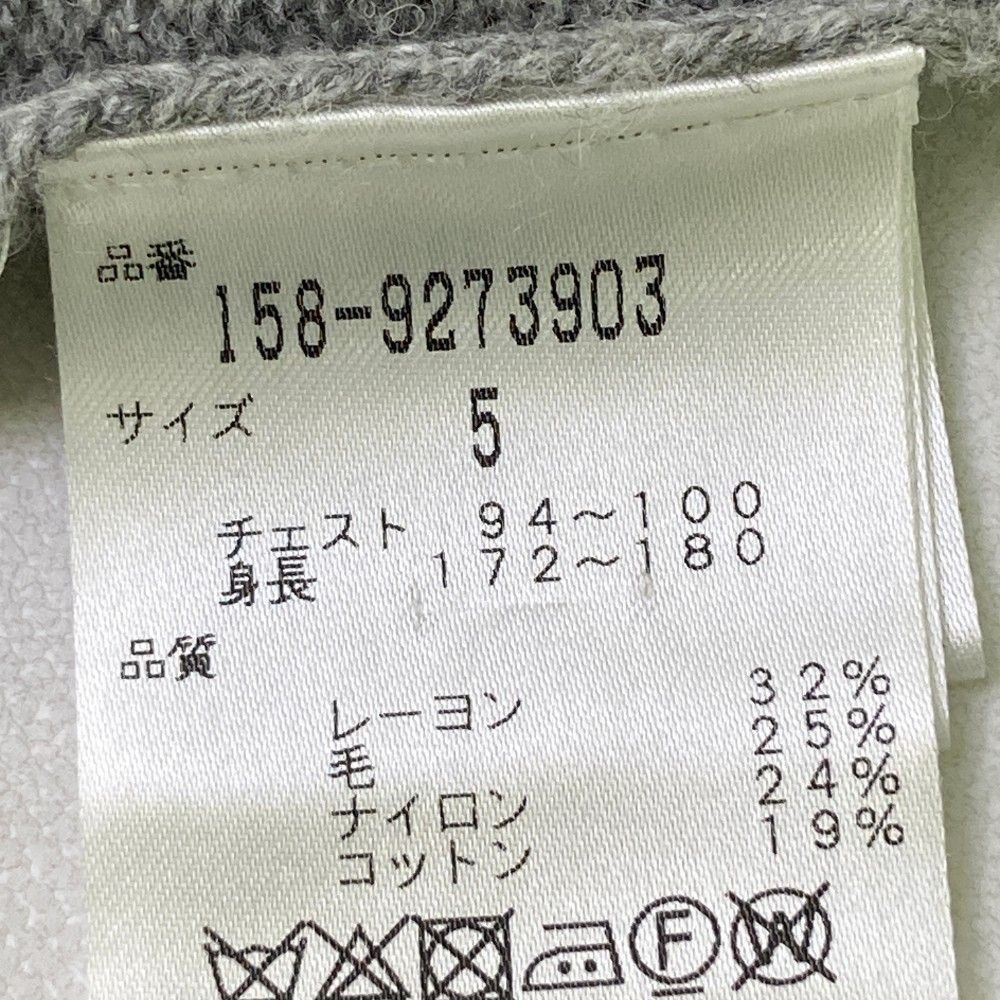 品番
158-9273903
サイズ 5
チェスト 94～100
身長 172～180
品質
レーヨン 32%
毛 25%
ナイロン 24%
コットン 19%
F
W